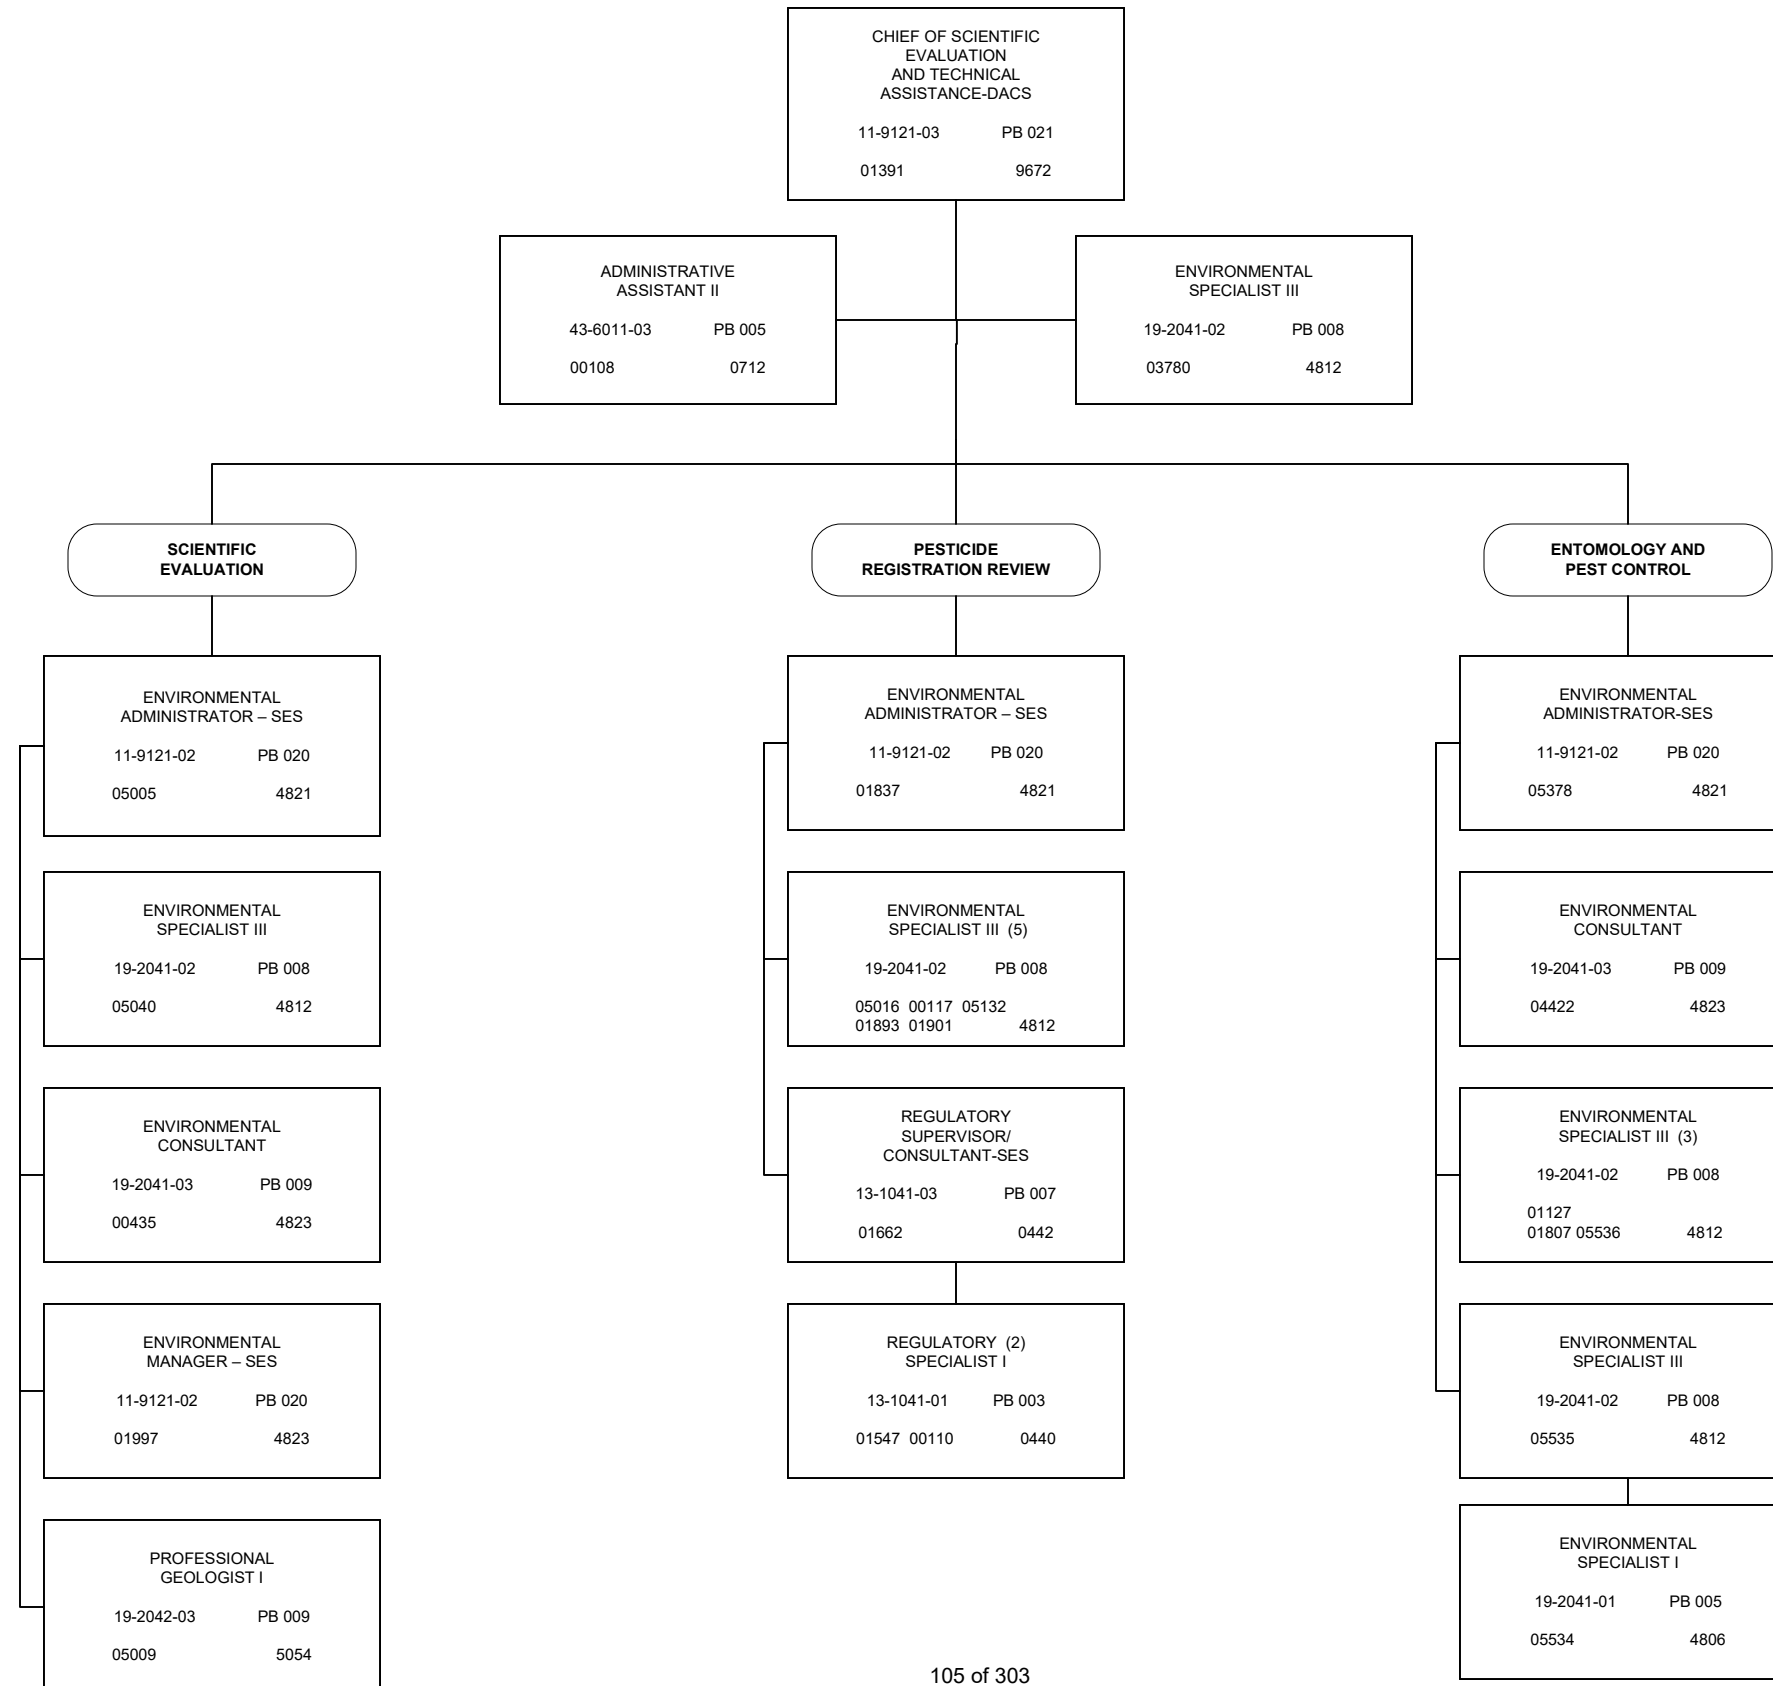 CHIEF OF SCIENTIFIC
EVALUATION
AND TECHNICAL
ASSISTANCE-DACS
11-9121-03 PB 021
01391 9672
ADMINISTRATIVE
ASSISTANT II
43-6011-03 PB 005
00108 0712
ENVIRONMENTAL
SPECIALIST III
19-2041-02 PB 008
03780 4812
SCIENTIFIC
EVALUATION
ENVIRONMENTAL
ADMINISTRATOR – SES
11-9121-02 PB 020
05005 4821
ENVIRONMENTAL
SPECIALIST III
19-2041-02 PB 008
05040 4812
ENVIRONMENTAL
CONSULTANT
19-2041-03 PB 009
00435 4823
ENVIRONMENTAL
MANAGER – SES
11-9121-02 PB 020
01997 4823
PROFESSIONAL
GEOLOGIST I
19-2042-03 PB 009
05009 5054
PESTICIDE
REGISTRATION REVIEW
ENVIRONMENTAL
ADMINISTRATOR – SES
11-9121-02 PB 020
01837 4821
ENVIRONMENTAL
SPECIALIST III (5)
19-2041-02 PB 008
05016 00117 05132
01893 01901 4812
REGULATORY
SUPERVISOR/
CONSULTANT-SES
13-1041-03 PB 007
01662 0442
REGULATORY (2)
SPECIALIST I
13-1041-01 PB 003
01547 00110 0440
ENTOMOLOGY AND
PEST CONTROL
ENVIRONMENTAL
ADMINISTRATOR-SES
11-9121-02 PB 020
05378 4821
ENVIRONMENTAL
CONSULTANT
19-2041-03 PB 009
04422 4823
ENVIRONMENTAL
SPECIALIST III (3)
19-2041-02 PB 008
01127
01807 05536 4812
ENVIRONMENTAL
SPECIALIST III
19-2041-02 PB 008
05535 4812
ENVIRONMENTAL
SPECIALIST I
19-2041-01 PB 005
05534 4806
105 of 303